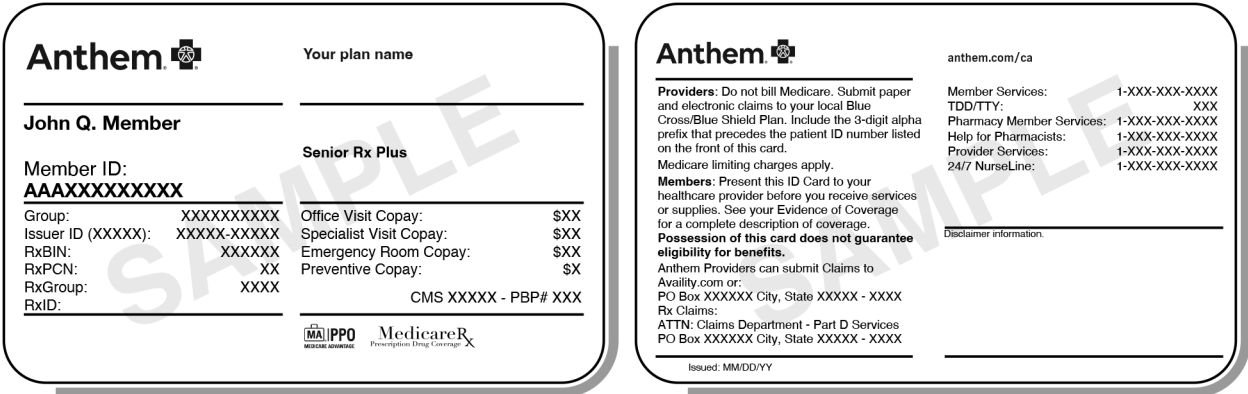 Anthem
Your plan name
John Q. Member
Senior Rx Plus
Member ID:
AAAXXXXXXXXX
Group: XXXXXXXXXX
Issuer ID (XXXXX): XXXXX-XXXXX
RxBIN: XXXXXX
RxPCN: XX
RxGroup: XXXX
RxID:
Office Visit Copay: $XX
Specialist Visit Copay: $XX
Emergency Room Copay: $XX
Preventive Copay: $X
CMS XXXXX - PBP# XXX
MA PPO
MEDICARE ADVANTAGE
MedicareRx
Prescription Drug Coverage
SAMPLE
Anthem
Providers: Do not bill Medicare. Submit paper
and electronic claims to your local Blue
Cross/Blue Shield Plan. Include the 3-digit alpha
prefix that precedes the patient ID number listed
on the front of this card.
Medicare limiting charges apply.
Members: Present this ID Card to your
healthcare provider before you receive services
or supplies. See your Evidence of Coverage
for a complete description of coverage.
Possession of this card does not guarantee
eligibility for benefits.
Anthem Providers can submit Claims to
Availity.com or:
PO Box XXXXXX City, State XXXXX - XXXX
Rx Claims:
ATTN: Claims Department - Part D Services
PO Box XXXXXX City, State XXXXX - XXXX
Issued: MM/DD/YY
anthem.com/ca
Member Services: 1-XXX-XXX-XXXX
TDD/TTY: XXX
Pharmacy Member Services: 1-XXX-XXX-XXXX
Help for Pharmacists: 1-XXX-XXX-XXXX
Provider Services: 1-XXX-XXX-XXXX
24/7 NurseLine: 1-XXX-XXX-XXXX
Disclaimer information.
SAMPLE